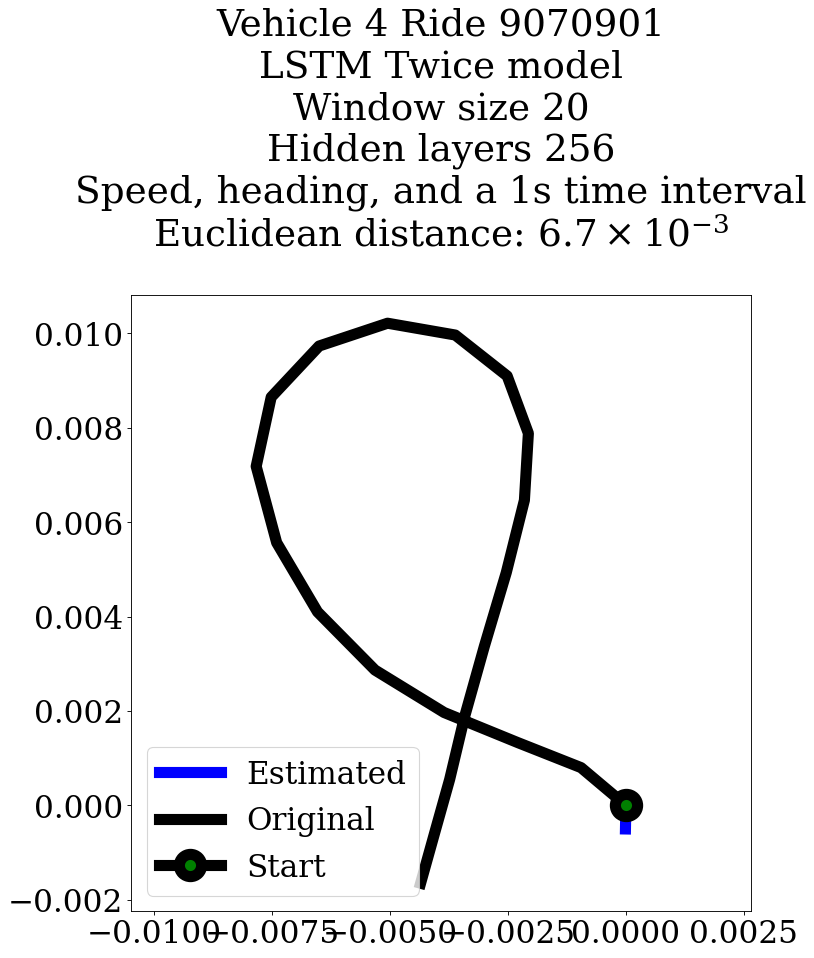 Vehicle 4 Ride 9070901
LSTM Twice model
Window size 20
Hidden layers 256
Speed, heading, and a 1s time interval
Euclidean distance: 6.7 × 10⁻³
0.010
0.008
0.006
0.004
0.002
0.000
−0.002
Estimated
Original
Start
−0.0100 −0.0075 −0.0050 −0.0025 0.0000 0.0025